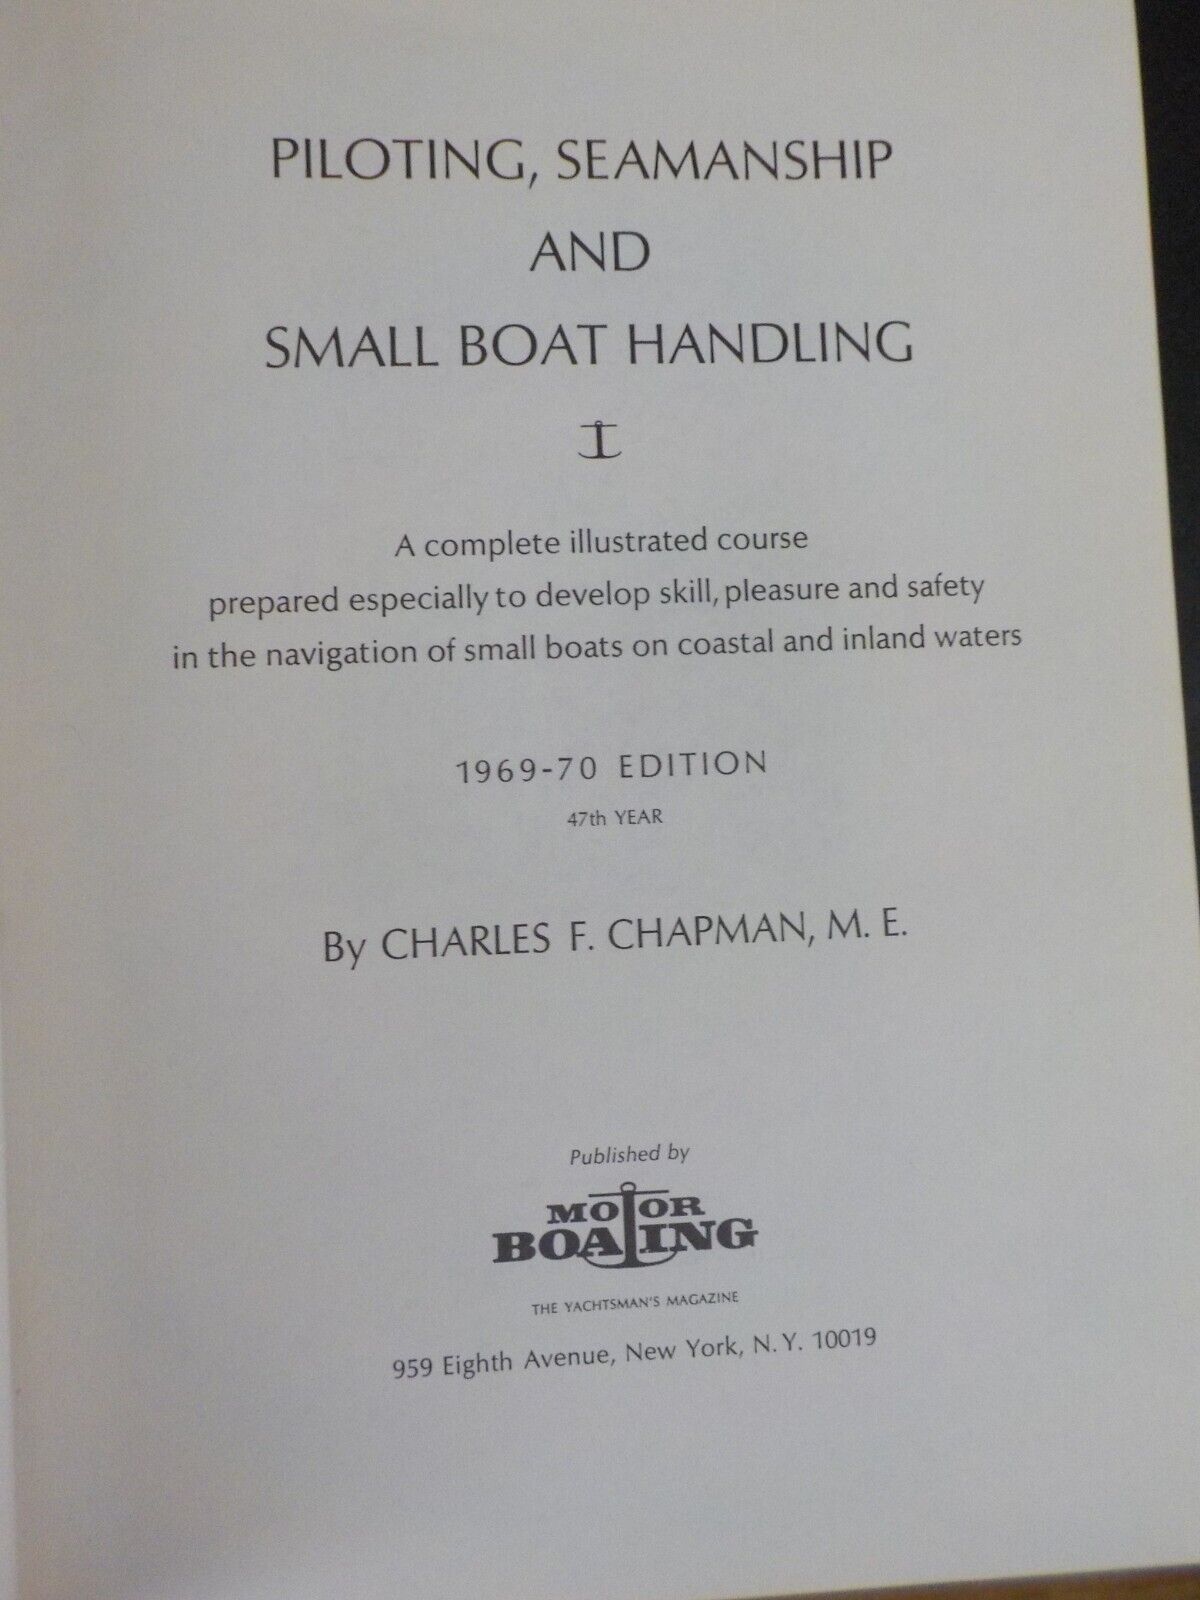 PILOTING, SEAMANSHIP
AND
SMALL BOAT HANDLING
A complete illustrated course
prepared especially to develop skill, pleasure and safety
in the navigation of small boats on coastal and inland waters
1969-70 EDITION
47th YEAR
By CHARLES F. CHAPMAN, M. E.
Published by
MOTOR
BOATING
THE YACHTSMAN'S MAGAZINE
959 Eighth Avenue, New York, N. Y. 10019